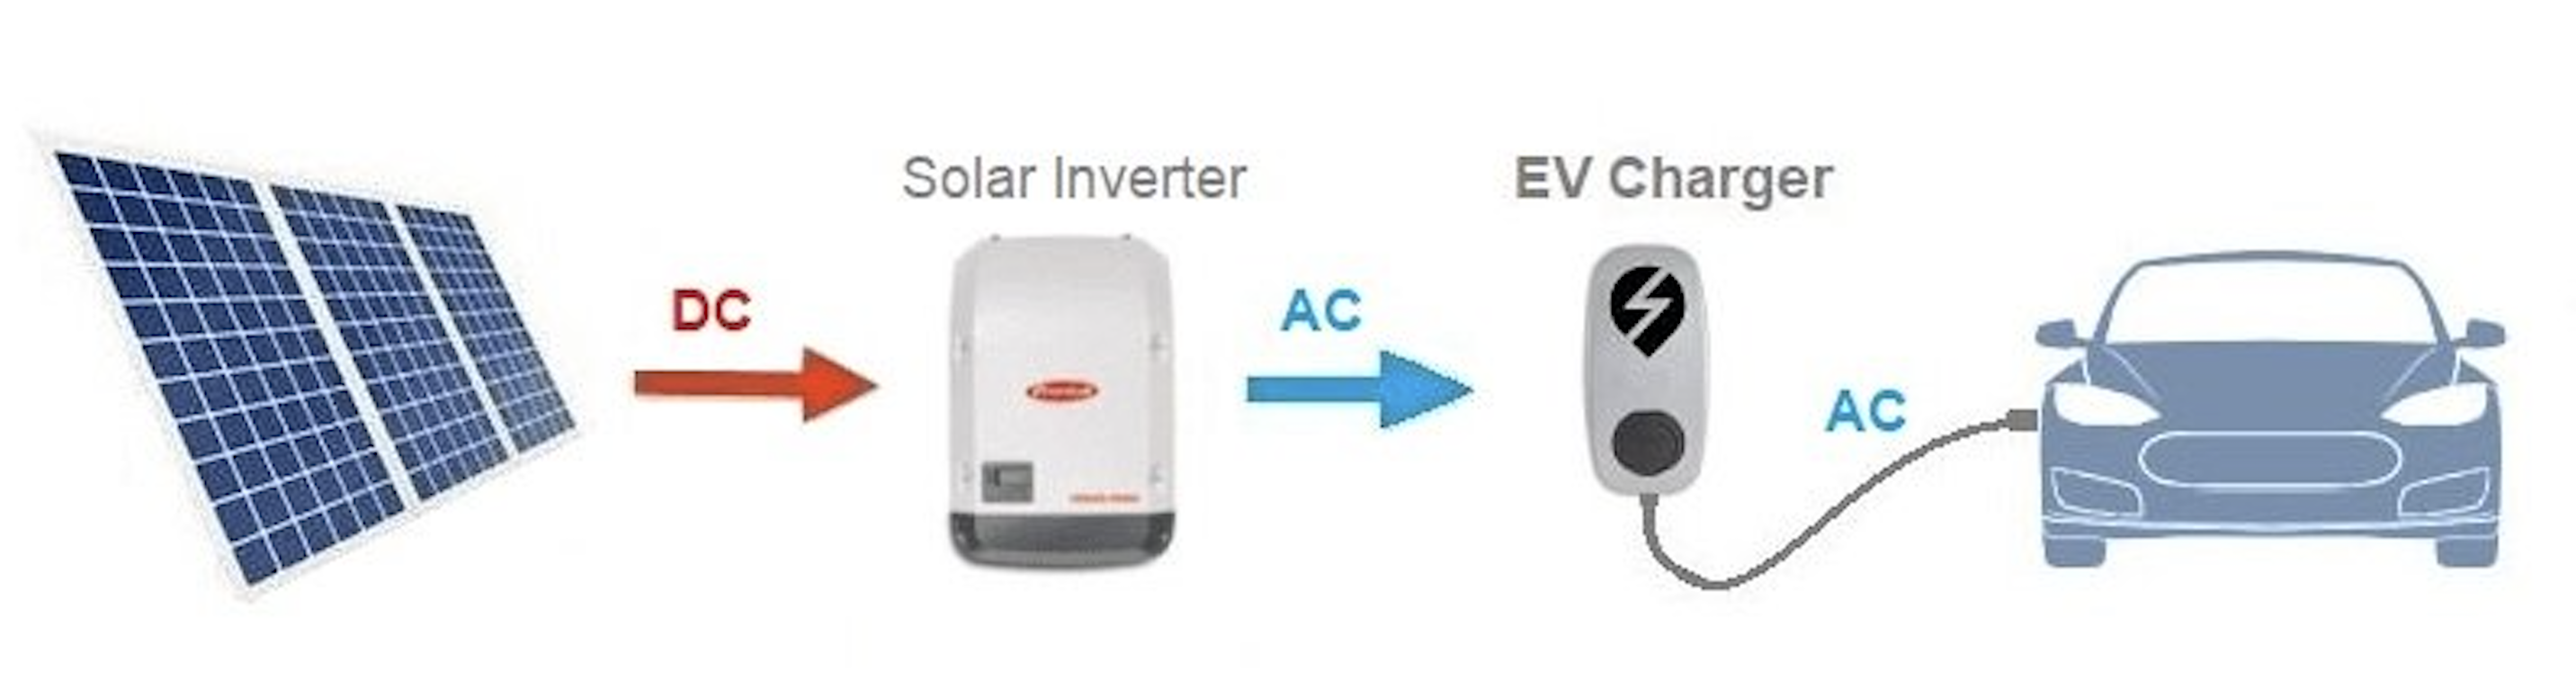 Solar Inverter
EV Charger
DC
AC
AC